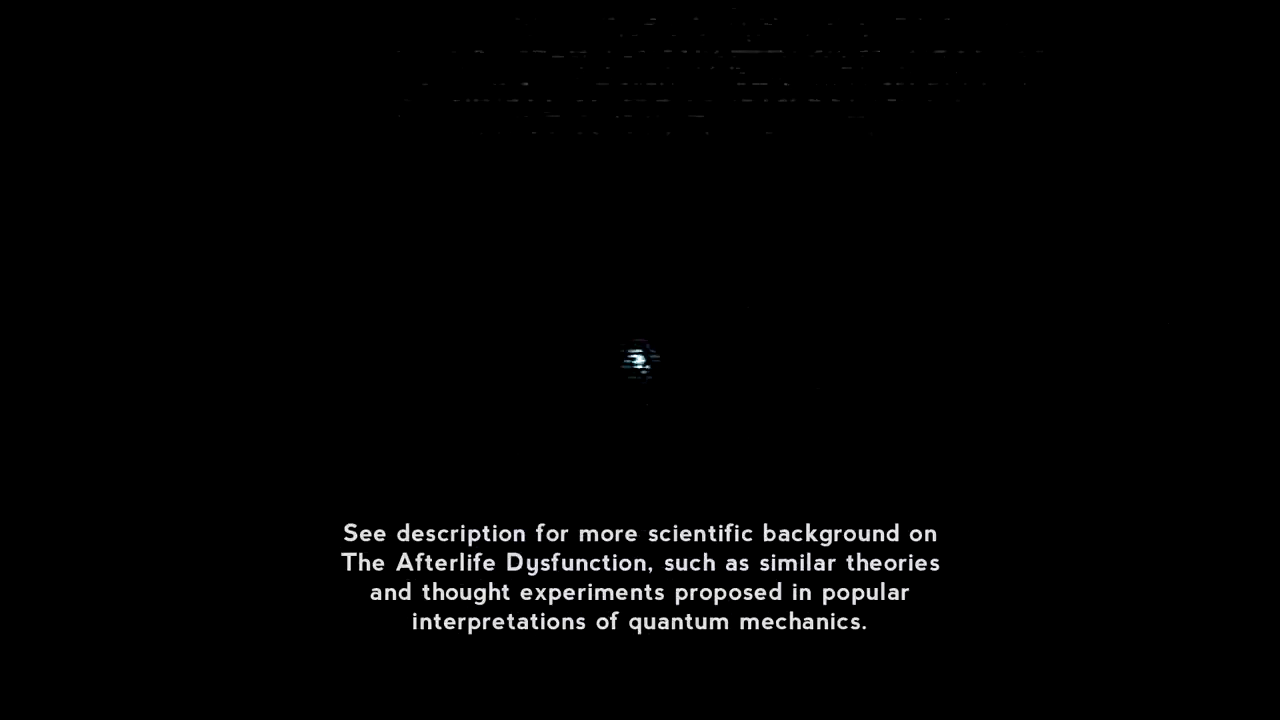 See description for more scientific background on
The Afterlife Dysfunction, such as similar theories
and thought experiments proposed in popular
interpretations of quantum mechanics.